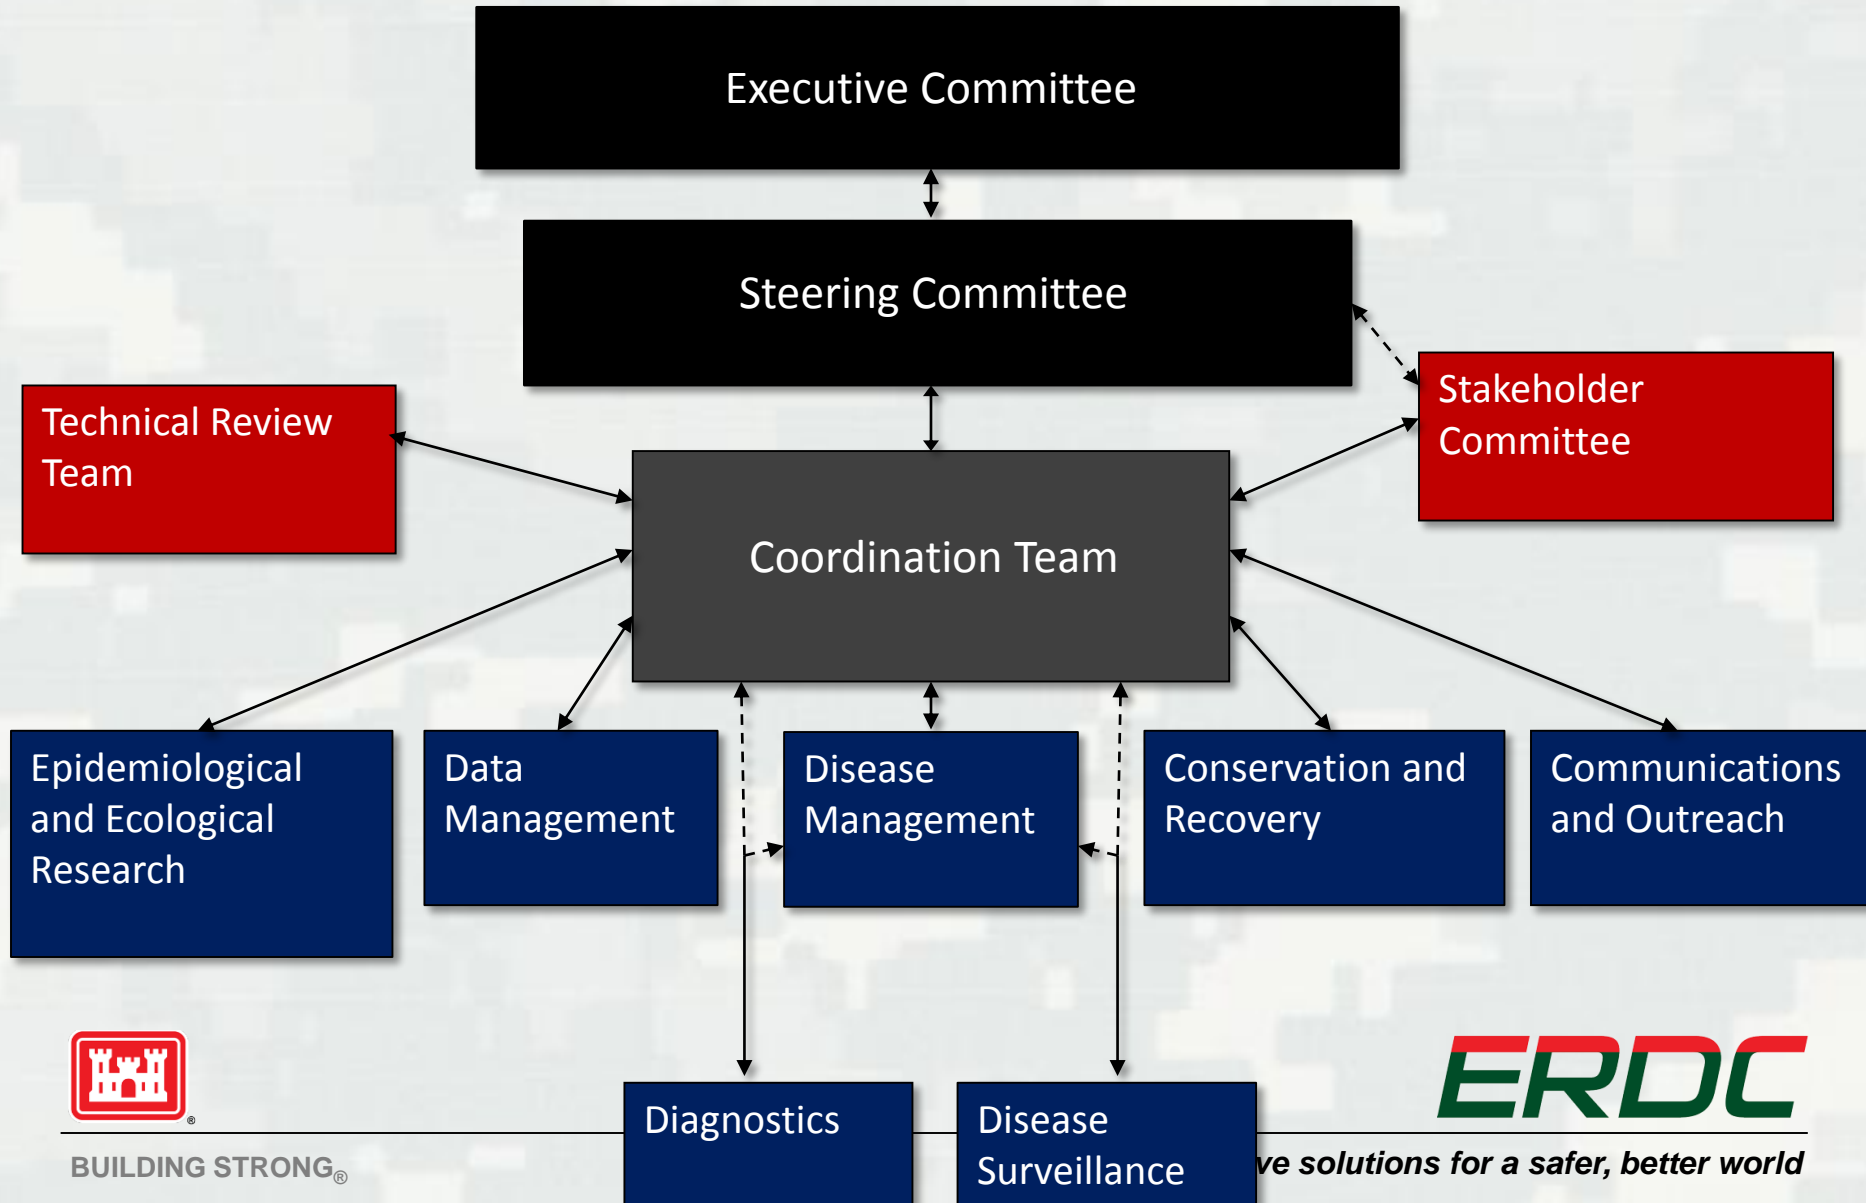 Executive Committee
Steering Committee
Technical Review
Team
Stakeholder
Committee
Coordination Team
Epidemiological
and Ecological
Research
Data
Management
Disease
Management
Conservation and
Recovery
Communications
and Outreach
ERDC
®
Diagnostics
Disease
Surveillance
BUILDING STRONG®
ve solutions for a safer, better world